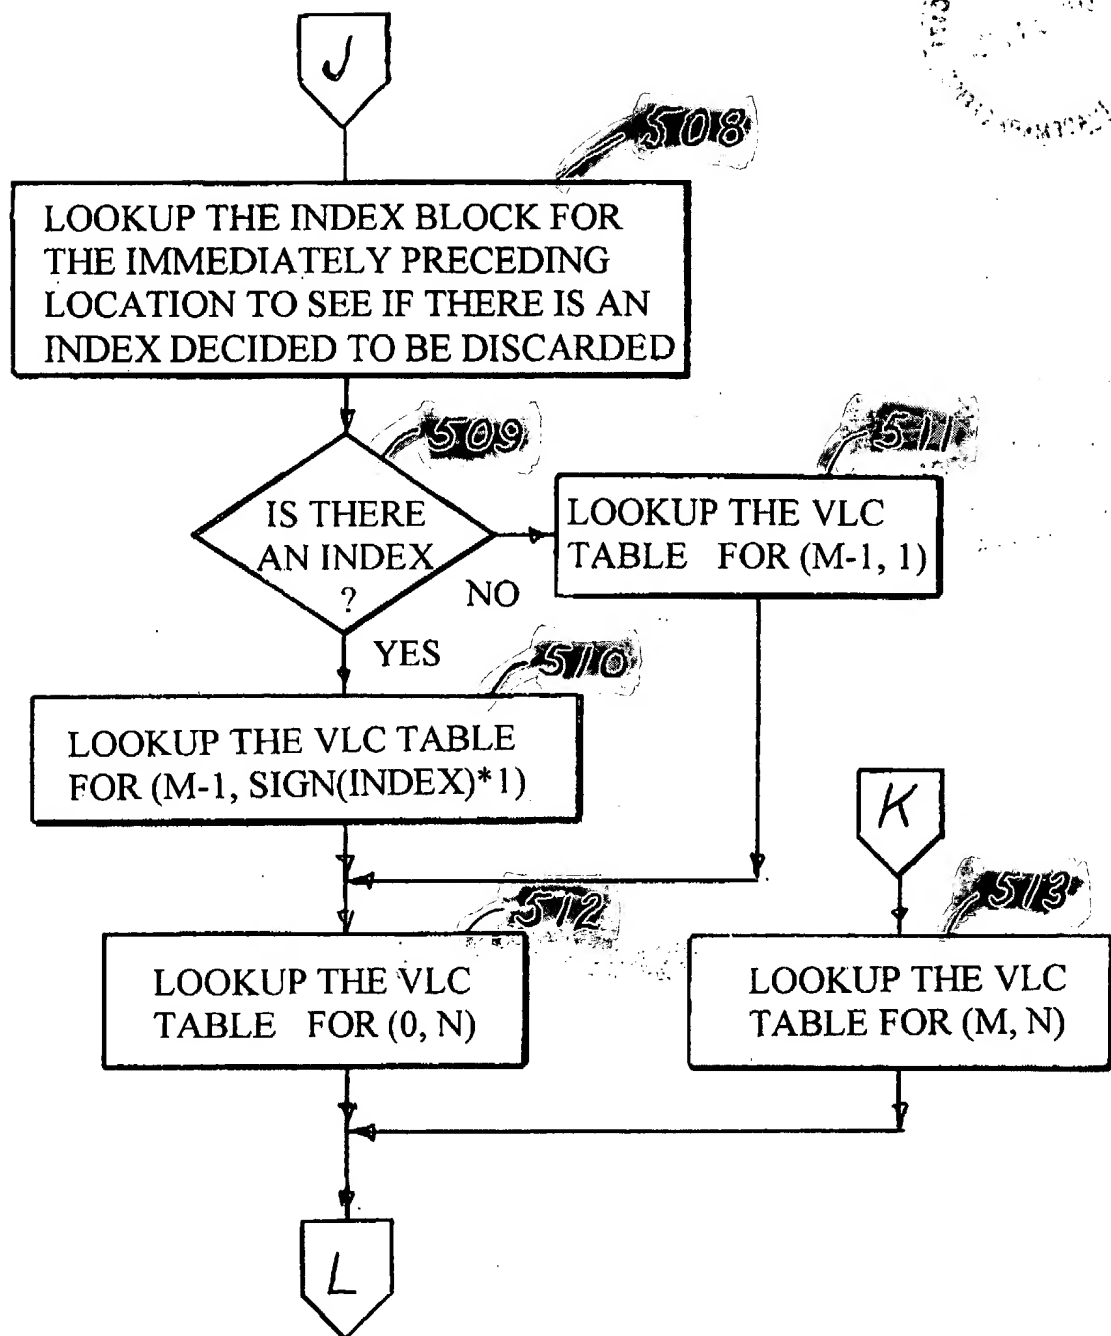 J
508
LOOKUP THE INDEX BLOCK FOR
THE IMMEDIATELY PRECEDING
LOCATION TO SEE IF THERE IS AN
INDEX DECIDED TO BE DISCARDED
509
IS THERE
AN INDEX
?
NO
YES
511
LOOKUP THE VLC
TABLE FOR (M-1, 1)
510
LOOKUP THE VLC TABLE
FOR (M-1, SIGN(INDEX)*1)
K
512
LOOKUP THE VLC
TABLE FOR (0, N)
513
LOOKUP THE VLC
TABLE FOR (M, N)
L